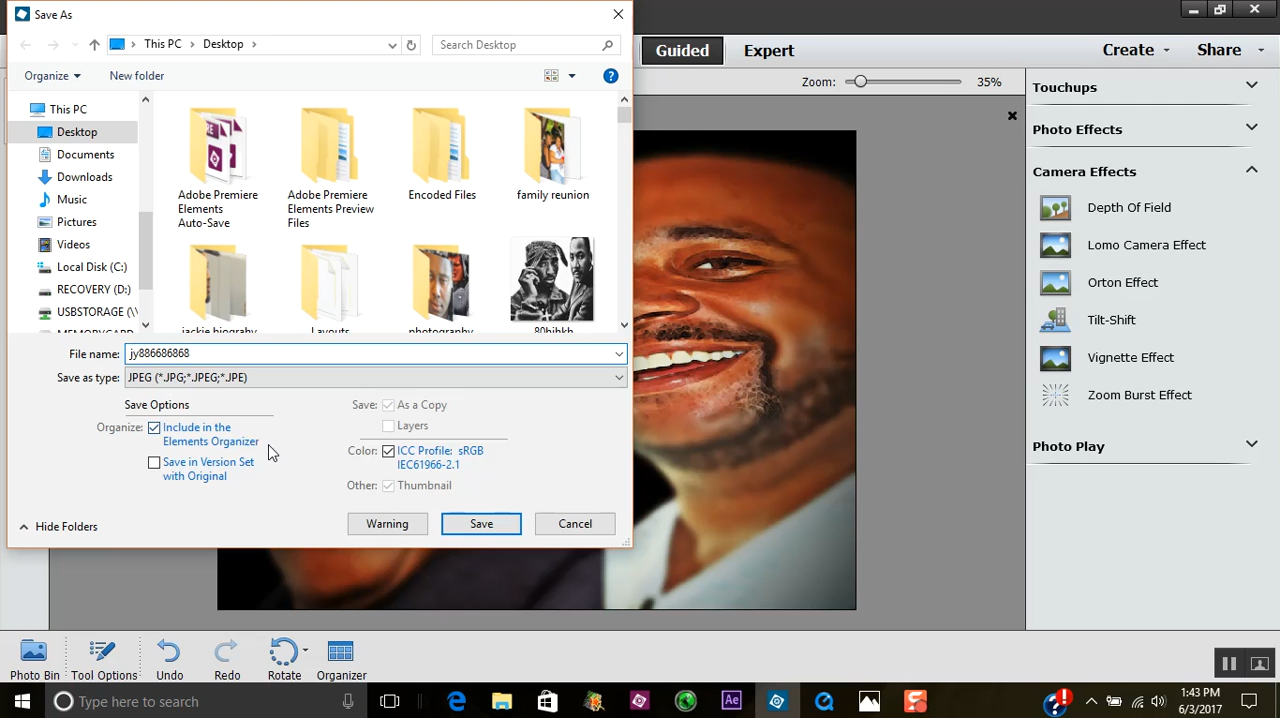 Save As
This PC
Desktop
Search Desktop
Organize
New folder
This PC
Desktop
Documents
Downloads
Music
Pictures
Videos
Local Disk (C:)
RECOVERY (D:)
USBSTORAGE (\\
Adobe Premiere
Elements
Auto-Save
Adobe Premiere
Elements Preview
Files
Encoded Files
family reunion
jackie biograhy
Layouts
photography
File name: jy886686868
Save as type: JPEG (*.JPG;*.JPEG;*.JPE)
Save Options
Organize: Include in the
Elements Organizer
Save in Version Set
with Original
Save: As a Copy
Layers
Color: ICC Profile: sRGB
IEC61966-2.1
Other: Thumbnail
Hide Folders
Warning
Save
Cancel
Guided
Expert
Create
Share
Zoom: 35%
Touchups
Photo Effects
Camera Effects
Depth Of Field
Lomo Camera Effect
Orton Effect
Tilt-Shift
Vignette Effect
Zoom Burst Effect
Photo Play
Photo Bin
Tool Options
Undo
Redo
Rotate
Organizer
Type here to search
Ae
1:43 PM
6/3/2017